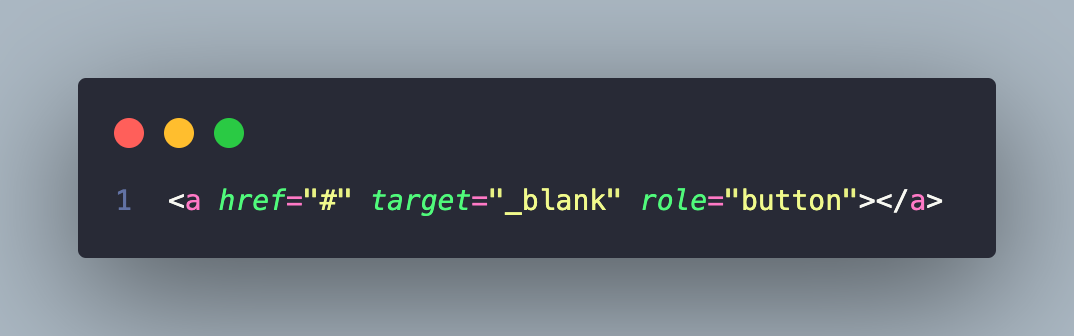 1 <a href="#" target="_blank" role="button"></a>